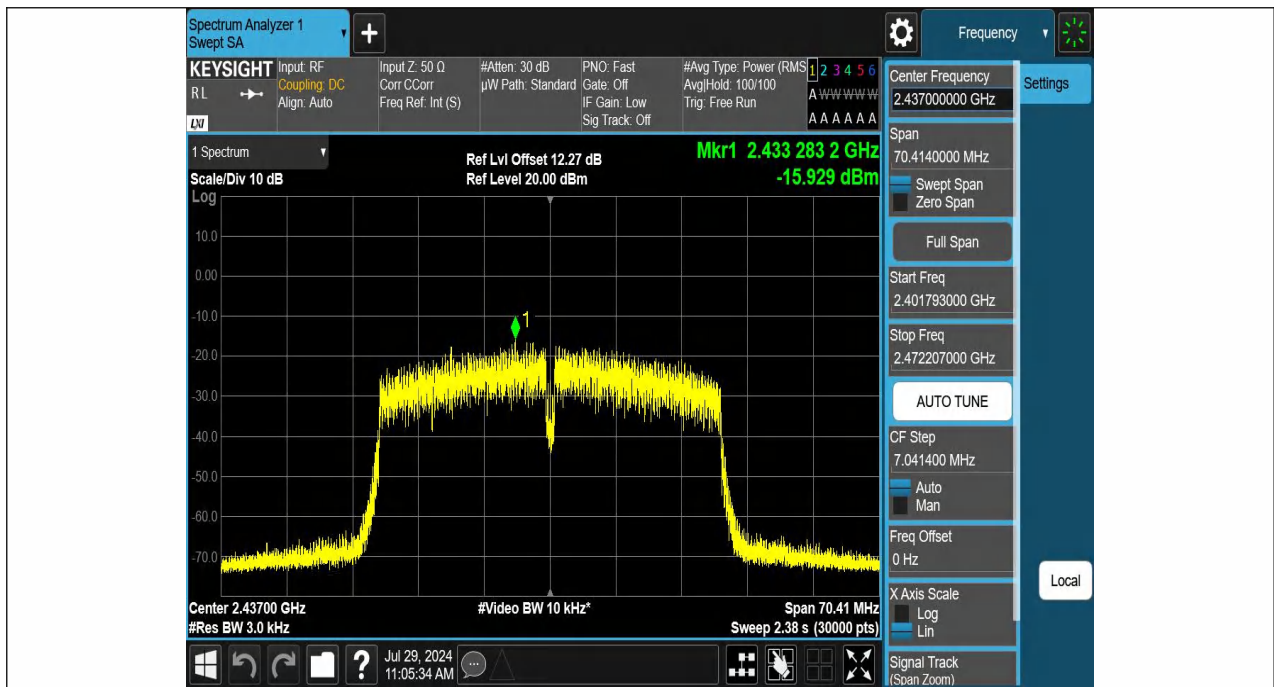 Spectrum Analyzer 1
Swept SA
+
Frequency
KEYSIGHT
RL
LXI
Input: RF
Coupling: DC
Align: Auto
Input Z: 50 Ω
Corr CCorr
Freq Ref: Int (S)
#Atten: 30 dB
µW Path: Standard
PNO: Fast
Gate: Off
IF Gain: Low
Sig Track: Off
#Avg Type: Power (RMS
Avg|Hold: 100/100
Trig: Free Run
1 2 3 4 5 6
A W W W W W
A A A A A A
1 Spectrum
Scale/Div 10 dB
Ref Lvl Offset 12.27 dB
Ref Level 20.00 dBm
Mkr1 2.433 283 2 GHz
-15.929 dBm
Log
10.0
0.00
-10.0
-20.0
-30.0
-40.0
-50.0
-60.0
-70.0
1
Center 2.43700 GHz
#Res BW 3.0 kHz
#Video BW 10 kHz*
Span 70.41 MHz
Sweep 2.38 s (30000 pts)
Center Frequency
2.437000000 GHz
Span
70.4140000 MHz
Swept Span
Zero Span
Full Span
Start Freq
2.401793000 GHz
Stop Freq
2.472207000 GHz
AUTO TUNE
CF Step
7.041400 MHz
Auto
Man
Freq Offset
0 Hz
X Axis Scale
Log
Lin
Signal Track
(Span Zoom)
Settings
Local
?
Jul 29, 2024
11:05:34 AM